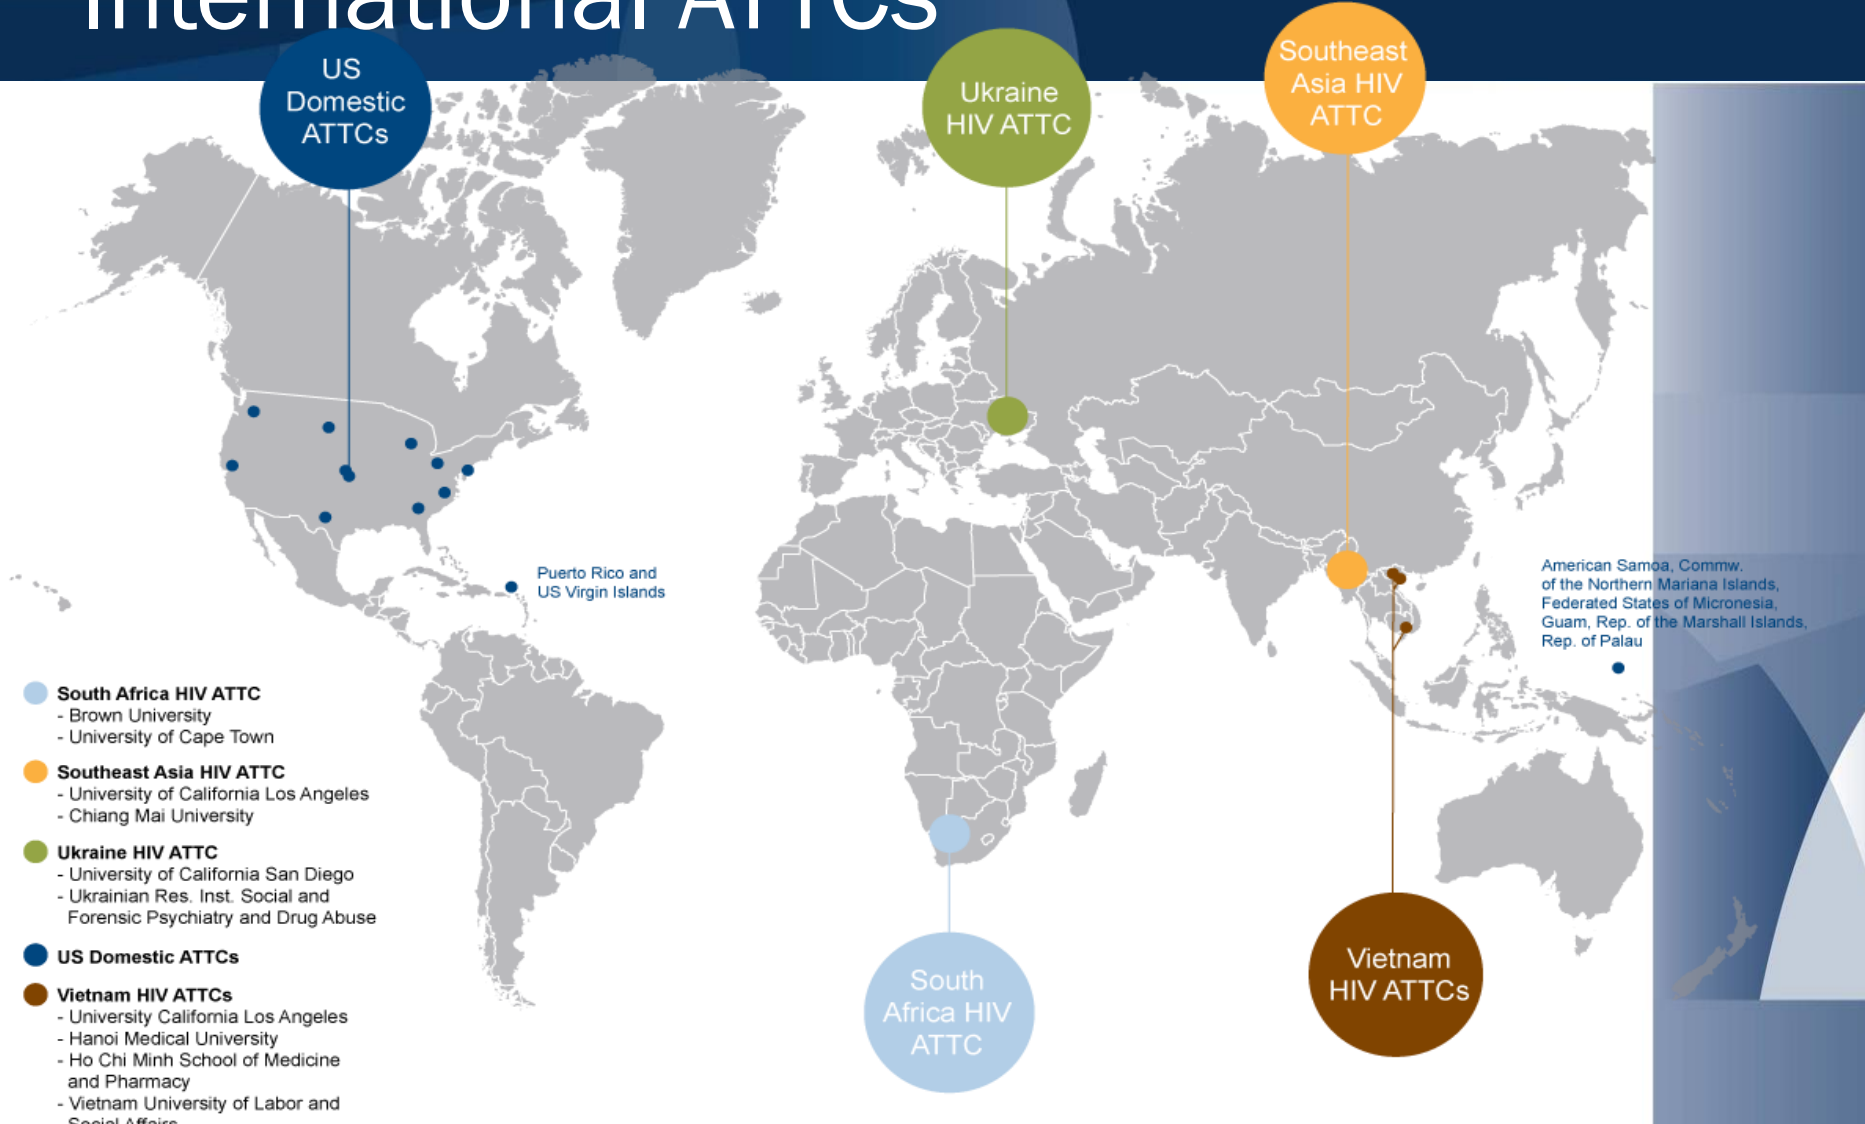 International ATTCs
US
Domestic
ATTCs
Ukraine
HIV ATTC
Southeast
Asia HIV
ATTC
Puerto Rico and
US Virgin Islands
American Samoa, Commw.
of the Northern Mariana Islands,
Federated States of Micronesia,
Guam, Rep. of the Marshall Islands,
Rep. of Palau
South Africa HIV ATTC
- Brown University
- University of Cape Town
Southeast Asia HIV ATTC
- University of California Los Angeles
- Chiang Mai University
Ukraine HIV ATTC
- University of California San Diego
- Ukrainian Res. Inst. Social and
Forensic Psychiatry and Drug Abuse
US Domestic ATTCs
Vietnam HIV ATTCs
- University California Los Angeles
- Hanoi Medical University
- Ho Chi Minh School of Medicine
and Pharmacy
- Vietnam University of Labor and
Social Affairs
South
Africa HIV
ATTC
Vietnam
HIV ATTCs